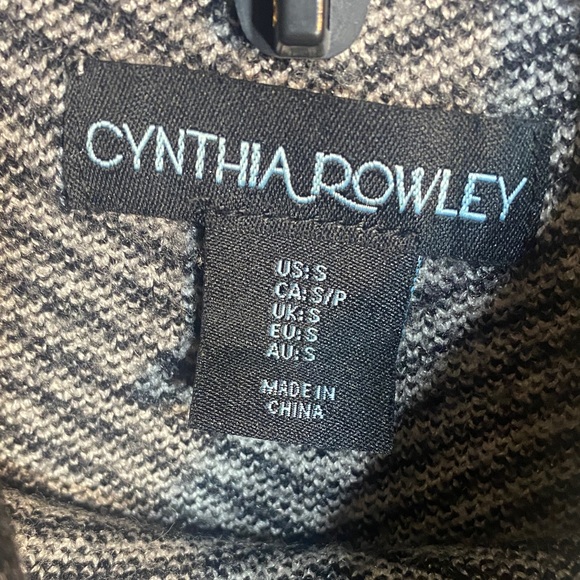 CYNTHIA ROWLEY
US: S
CA: S/P
UK: S
EU: S
AU: S
MADE IN
CHINA